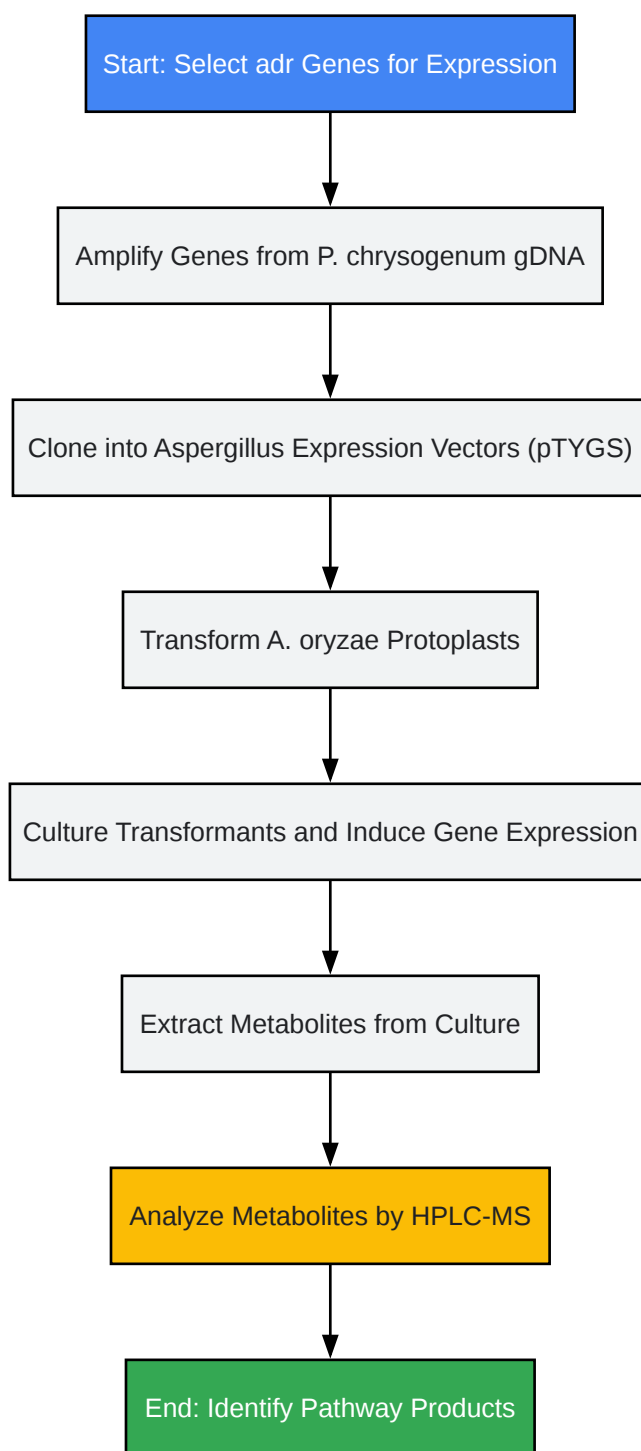 Start: Select adr Genes for Expression
Amplify Genes from P. chrysogenum gDNA
Clone into Aspergillus Expression Vectors (pTYGS)
Transform A. oryzae Protoplasts
Culture Transformants and Induce Gene Expression
Extract Metabolites from Culture
Analyze Metabolites by HPLC-MS
End: Identify Pathway Products